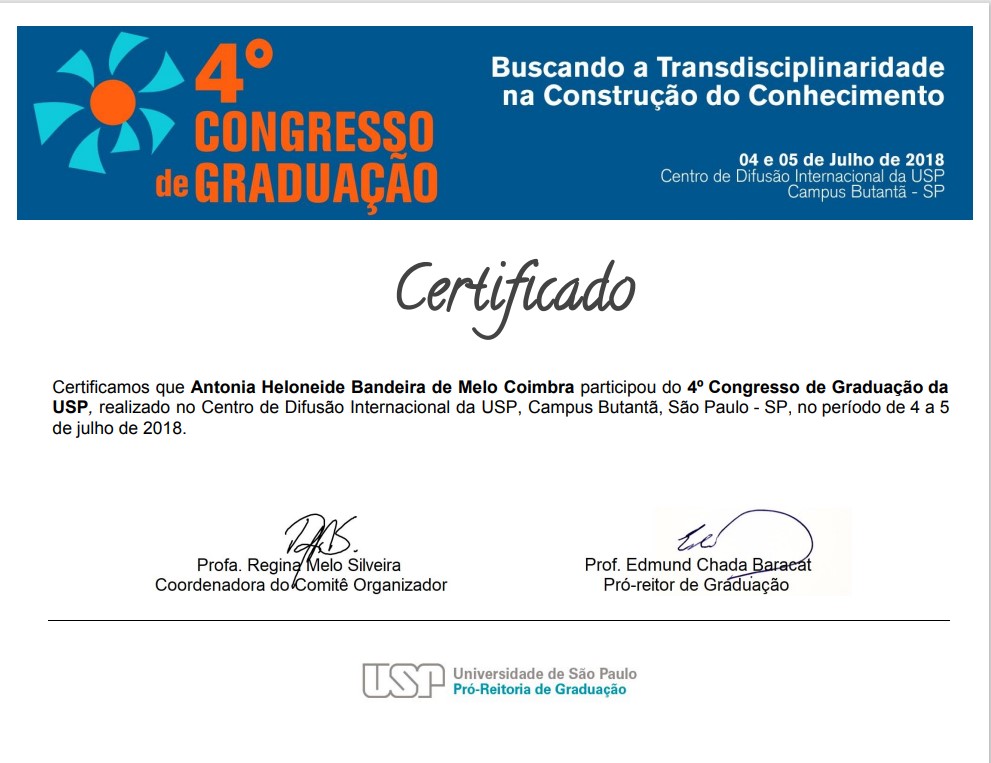 4º
CONGRESSO
de GRADUAÇÃO
Buscando a Transdisciplinaridade
na Construção do Conhecimento
04 e 05 de Julho de 2018
Centro de Difusão Internacional da USP
Campus Butantã - SP
Certificado
Certificamos que Antonia Heloneide Bandeira de Melo Coimbra participou do 4º Congresso de Graduação da
USP, realizado no Centro de Difusão Internacional da USP, Campus Butantã, São Paulo - SP, no período de 4 a 5
de julho de 2018.
Profa. Regina Melo Silveira
Coordenadora do Comitê Organizador
Prof. Edmund Chada Baracat
Pró-reitor de Graduação
USP
Universidade de São Paulo
Pró-Reitoria de Graduação